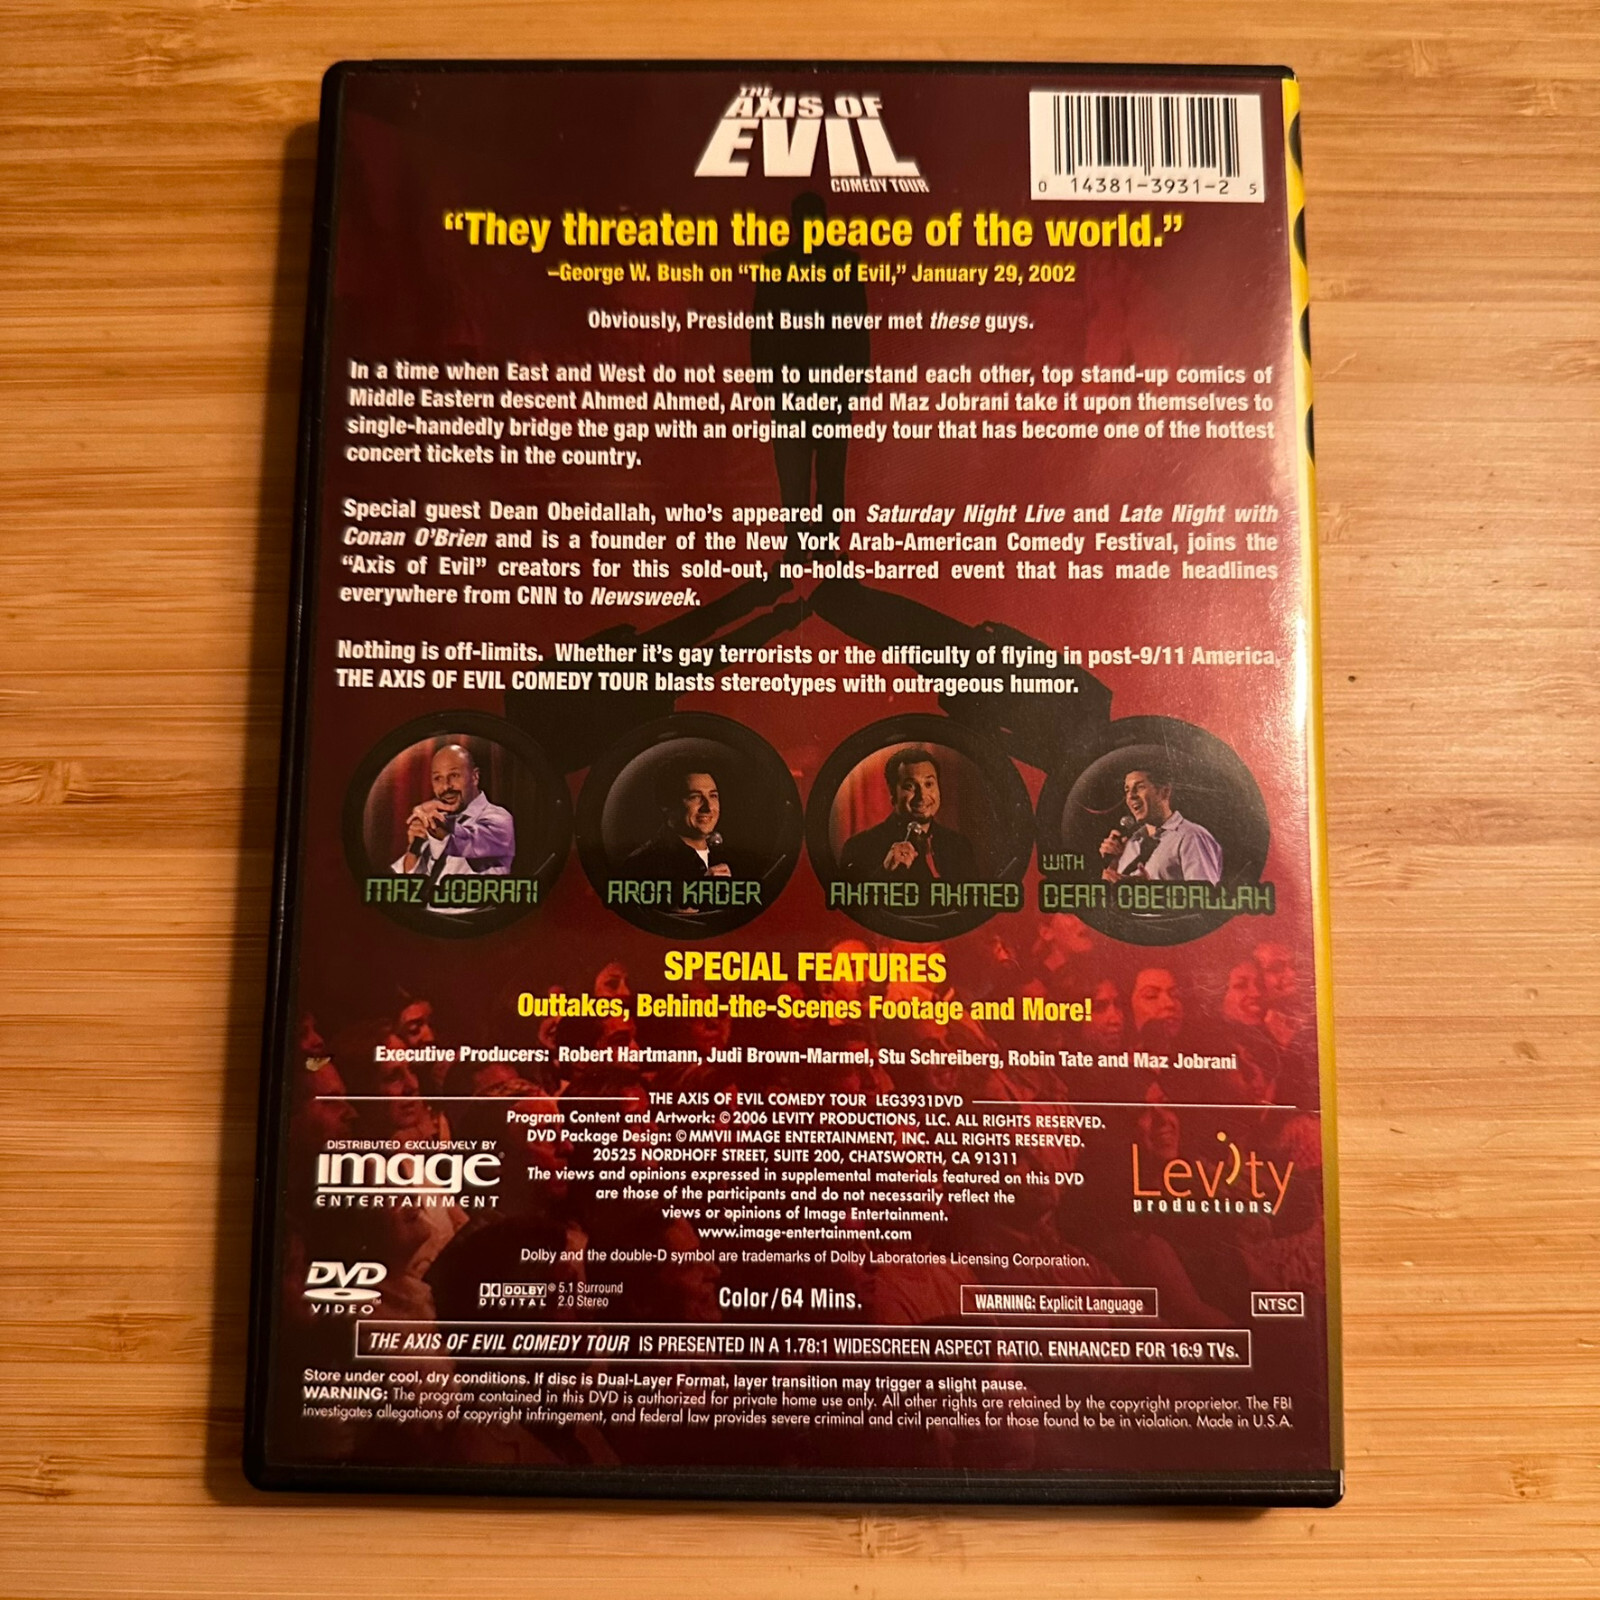 THE
AXIS OF
EVIL
COMEDY TOUR
0 14381-3931-2 5
“They threaten the peace of the world.”
–George W. Bush on “The Axis of Evil,” January 29, 2002
Obviously, President Bush never met these guys.
In a time when East and West do not seem to understand each other, top stand-up comics of
Middle Eastern descent Ahmed Ahmed, Aron Kader, and Maz Jobrani take it upon themselves to
single-handedly bridge the gap with an original comedy tour that has become one of the hottest
concert tickets in the country.
Special guest Dean Obeidallah, who’s appeared on Saturday Night Live and Late Night with
Conan O’Brien and is a founder of the New York Arab-American Comedy Festival, joins the
“Axis of Evil” creators for this sold-out, no-holds-barred event that has made headlines
everywhere from CNN to Newsweek.
Nothing is off-limits. Whether it’s gay terrorists or the difficulty of flying in post-9/11 America,
THE AXIS OF EVIL COMEDY TOUR blasts stereotypes with outrageous humor.
MAZ JOBRANI
ARON KADER
AHMED AHMED
WITH
DEAN OBEIDALLAH
SPECIAL FEATURES
Outtakes, Behind-the-Scenes Footage and More!
Executive Producers: Robert Hartmann, Judi Brown-Marmel, Stu Schreiberg, Robin Tate and Maz Jobrani
THE AXIS OF EVIL COMEDY TOUR LEG3931DVD
Program Content and Artwork: © 2006 LEVITY PRODUCTIONS, LLC. ALL RIGHTS RESERVED.
DVD Package Design: © MMVII IMAGE ENTERTAINMENT, INC. ALL RIGHTS RESERVED.
20525 NORDHOFF STREET, SUITE 200, CHATSWORTH, CA 91311
The views and opinions expressed in supplemental materials featured on this DVD
are those of the participants and do not necessarily reflect the
views or opinions of Image Entertainment.
www.image-entertainment.com
DISTRIBUTED EXCLUSIVELY BY
image®
ENTERTAINMENT
Levity
productions
Dolby and the double-D symbol are trademarks of Dolby Laboratories Licensing Corporation.
DVD
VIDEO™
DOLBY®
DIGITAL
5.1 Surround
2.0 Stereo
Color/64 Mins.
WARNING: Explicit Language
NTSC
THE AXIS OF EVIL COMEDY TOUR IS PRESENTED IN A 1.78:1 WIDESCREEN ASPECT RATIO. ENHANCED FOR 16:9 TVs.
Store under cool, dry conditions. If disc is Dual-Layer Format, layer transition may trigger a slight pause.
WARNING: The program contained in this DVD is authorized for private home use only. All other rights are retained by the copyright proprietor. The FBI
investigates allegations of copyright infringement, and federal law provides severe criminal and civil penalties for those found to be in violation. Made in U.S.A.